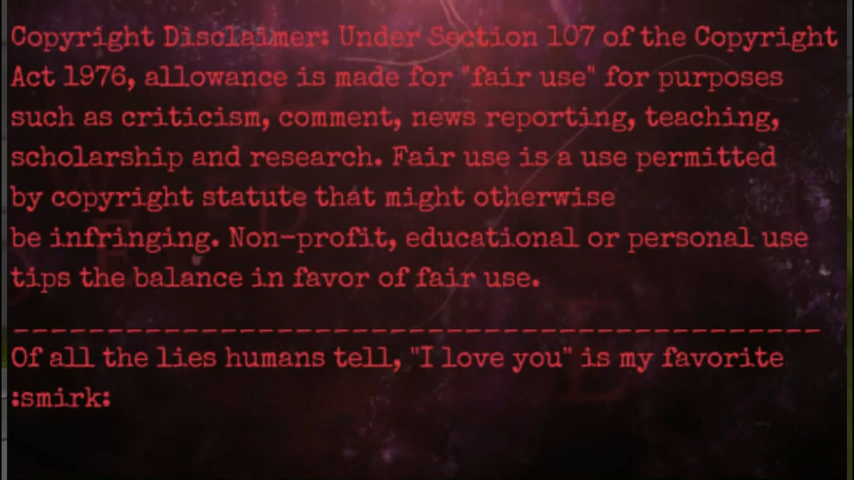 Copyright Disclaimer: Under Section 107 of the Copyright
Act 1976, allowance is made for "fair use" for purposes
such as criticism, comment, news reporting, teaching,
scholarship and research. Fair use is a use permitted
by copyright statute that might otherwise
be infringing. Non-profit, educational or personal use
tips the balance in favor of fair use.
____________________________________________
Of all the lies humans tell, "I love you" is my favorite
:smirk: